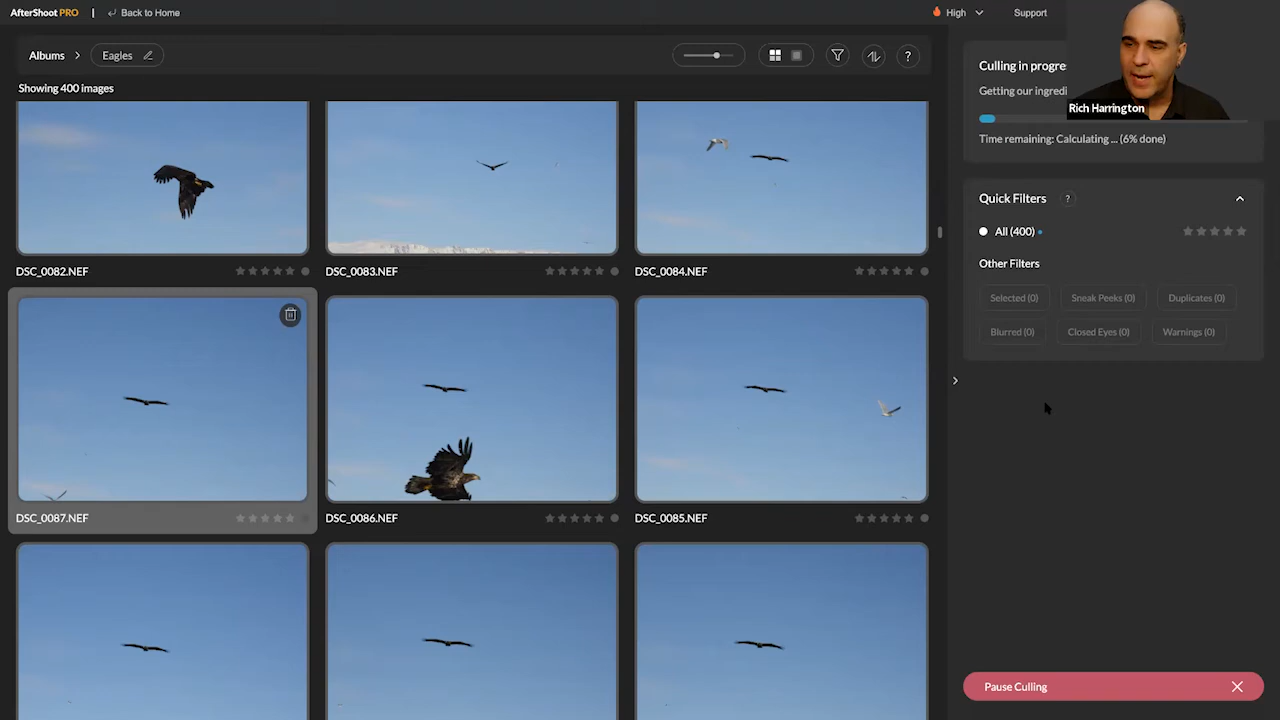 AfterShoot PRO | Back to Home
High
Support
Albums
Eagles
?
Showing 400 images
DSC_0082.NEF
DSC_0083.NEF
DSC_0084.NEF
DSC_0087.NEF
DSC_0086.NEF
DSC_0085.NEF
Culling in progre
Getting our ingredi
Time remaining: Calculating ... (6% done)
Rich Harrington
Quick Filters ?
All (400)
Other Filters
Selected (0) Sneak Peeks (0) Duplicates (0)
Blurred (0) Closed Eyes (0) Warnings (0)
Pause Culling